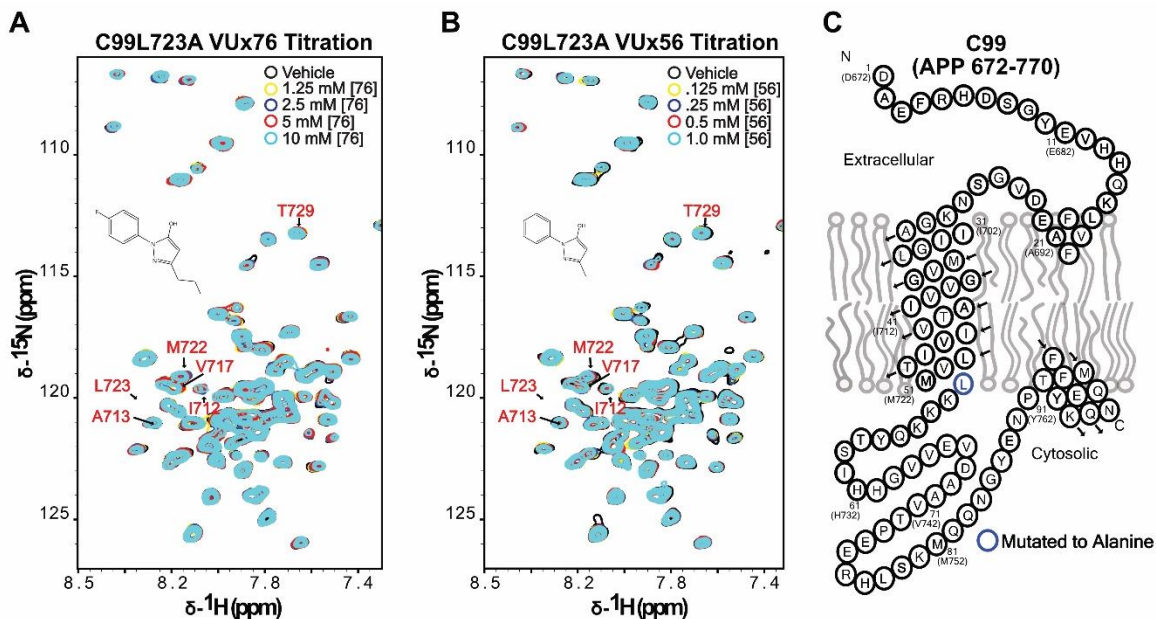 A
C99L723A VUx76 Titration
Vehicle
1.25 mM [76]
2.5 mM [76]
5 mM [76]
10 mM [76]
110
115
120
125
δ-15N(ppm)
F
OH
N
N
T729
M722
V717
L723
I712
A713
8.5
8.2
7.8
7.4
δ-1H(ppm)
B
C99L723A VUx56 Titration
Vehicle
.125 mM [56]
.25 mM [56]
0.5 mM [56]
1.0 mM [56]
110
115
120
125
δ-15N(ppm)
OH
N
N
T729
M722
V717
L723
I712
A713
8.5
8.2
7.8
7.4
δ-1H(ppm)
C
C99
(APP 672-770)
N
1
(D672)
D A E F R H D S G Y E V H H Q K L
11
(E682)
Extracellular
F V F A E D V G S N K G A
21
(A692)
31
(I702)
I I G L
M V G
G V V
I V T A
41
(I712)
V V I
T I V L
M L
51
(M722)
K K K Q Y T S I H H G V V E V D A A V T P E E
61
(H732)
71
(V742)
R H L S K M Q Q N G Y E N P
81
(M752)
T F F M Y E Q K Q N
91
(Y762)
51
C
Cytosolic
Mutated to Alanine